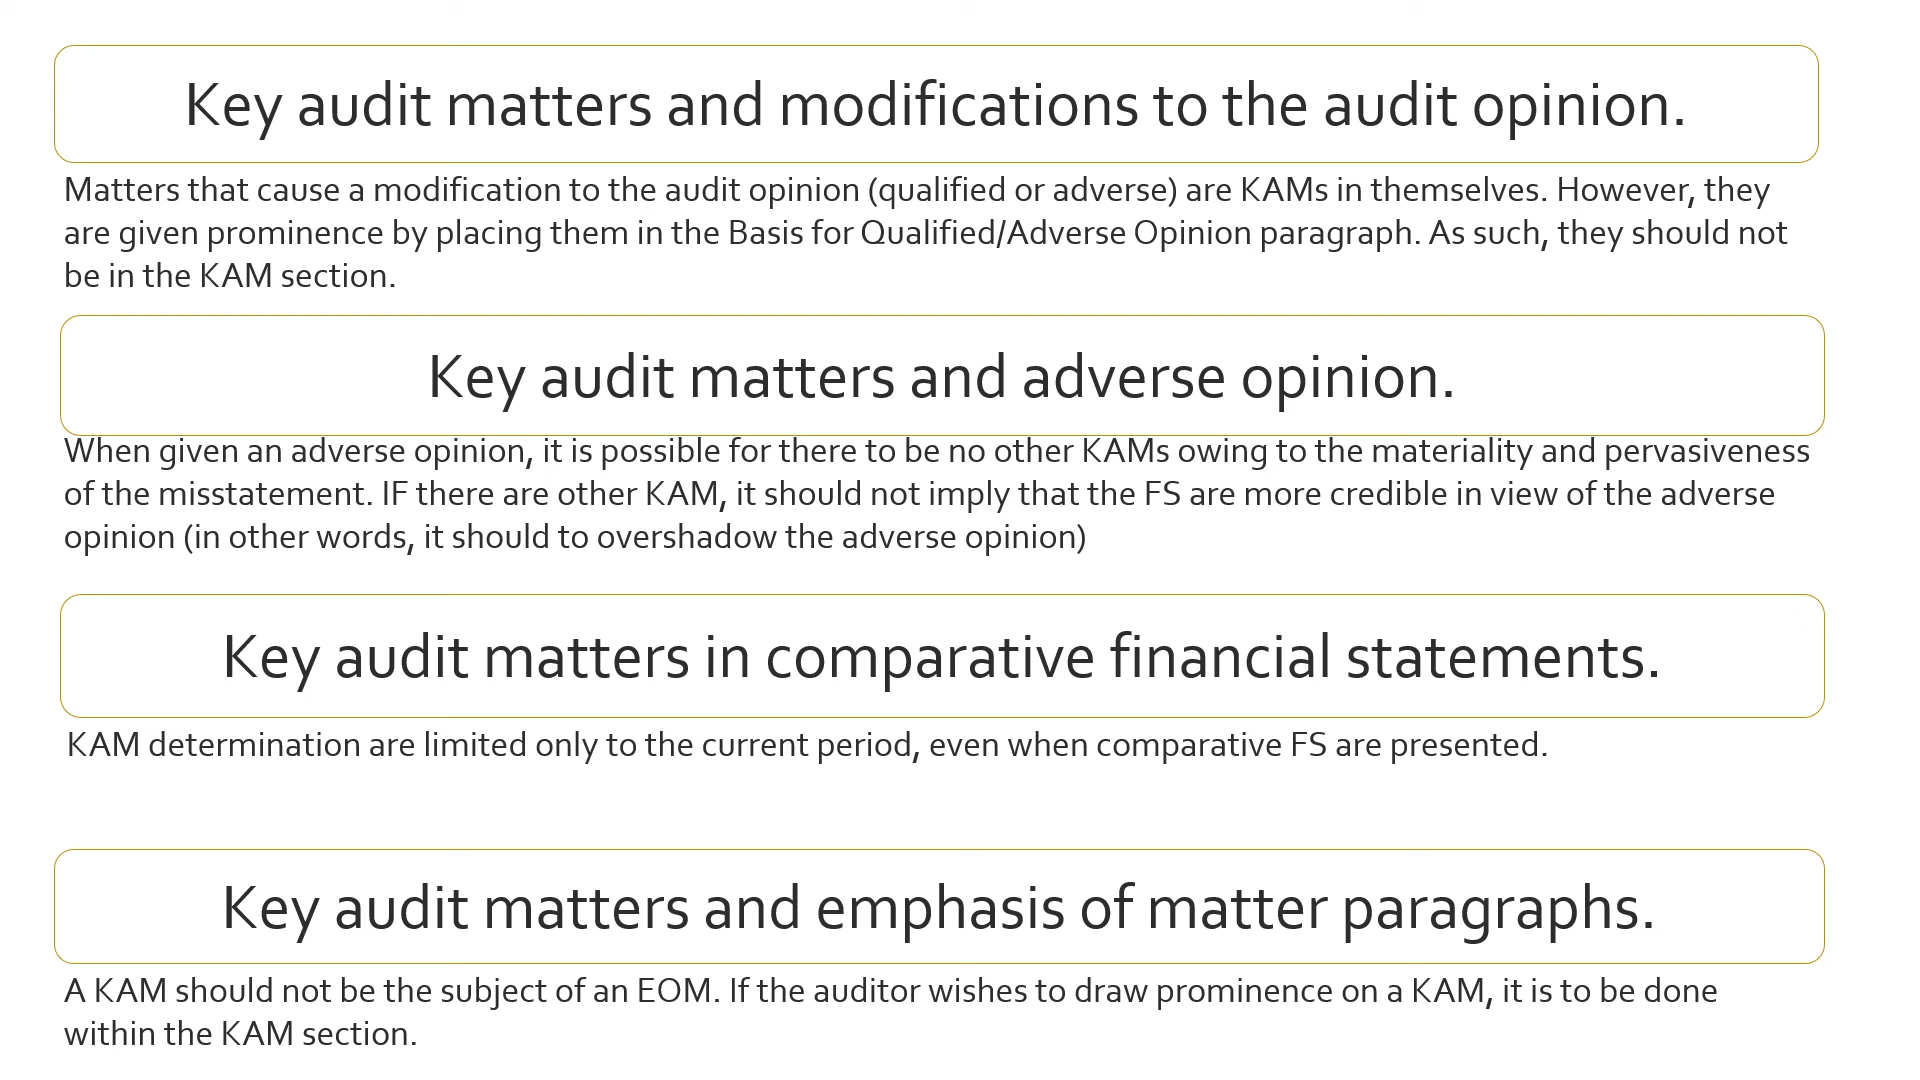 Key audit matters and modifications to the audit opinion.
Matters that cause a modification to the audit opinion (qualified or adverse) are KAMs in themselves. However, they
are given prominence by placing them in the Basis for Qualified/Adverse Opinion paragraph. As such, they should not
be in the KAM section.
Key audit matters and adverse opinion.
When given an adverse opinion, it is possible for there to be no other KAMs owing to the materiality and pervasiveness
of the misstatement. IF there are other KAM, it should not imply that the FS are more credible in view of the adverse
opinion (in other words, it should to overshadow the adverse opinion)
Key audit matters in comparative financial statements.
KAM determination are limited only to the current period, even when comparative FS are presented.
Key audit matters and emphasis of matter paragraphs.
A KAM should not be the subject of an EOM. If the auditor wishes to draw prominence on a KAM, it is to be done
within the KAM section.